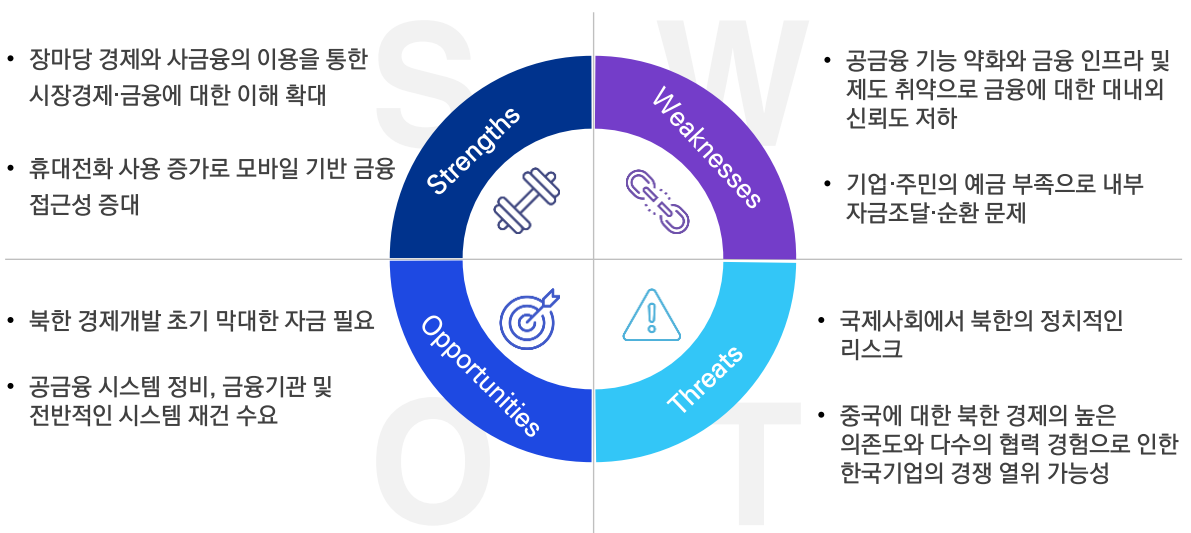 S
• 장마당 경제와 사금융의 이용을 통한
시장경제·금융에 대한 이해 확대
• 휴대전화 사용 증가로 모바일 기반 금융
접근성 증대
Strengths
W
Weaknesses
• 공금융 기능 약화와 금융 인프라 및
제도 취약으로 금융에 대한 대내외
신뢰도 저하
• 기업·주민의 예금 부족으로 내부
자금조달·순환 문제
• 북한 경제개발 초기 막대한 자금 필요
• 공금융 시스템 정비, 금융기관 및
전반적인 시스템 재건 수요
Opportunities
O
Threats
T
• 국제사회에서 북한의 정치적인
리스크
• 중국에 대한 북한 경제의 높은
의존도와 다수의 협력 경험으로 인한
한국기업의 경쟁 열위 가능성